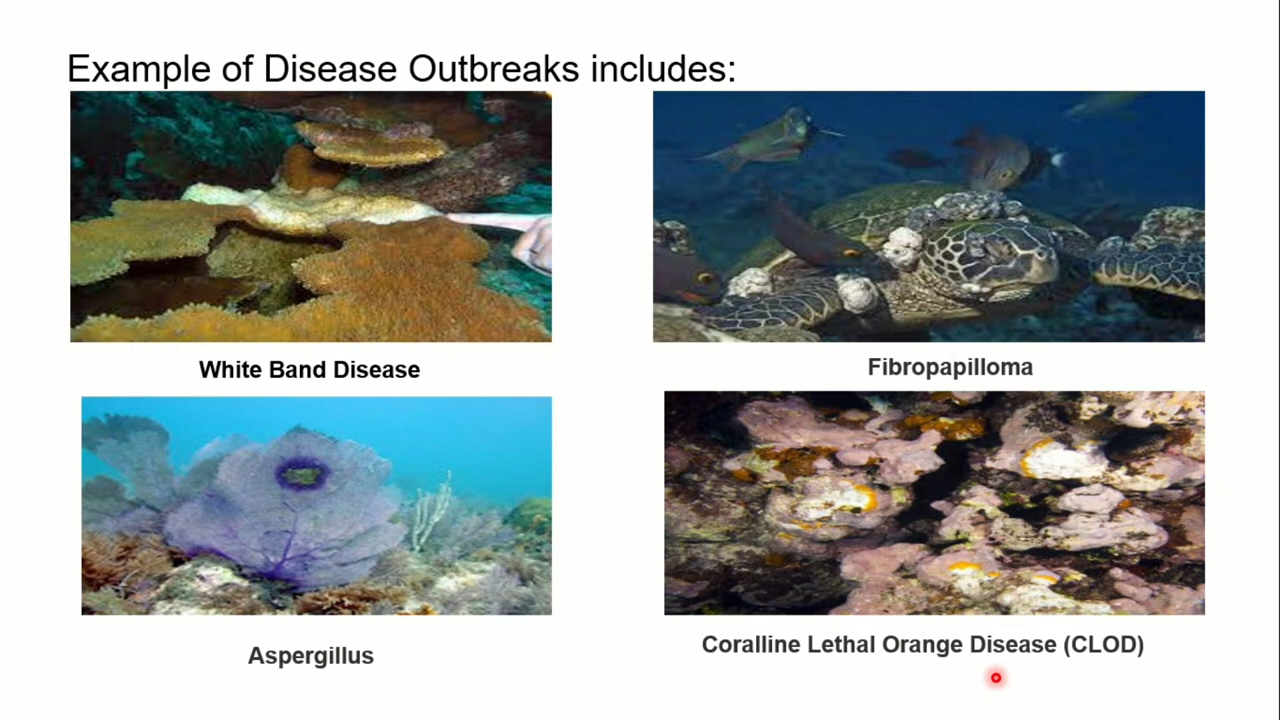 Example of Disease Outbreaks includes:
White Band Disease
Fibropapilloma
Aspergillus
Coralline Lethal Orange Disease (CLOD)